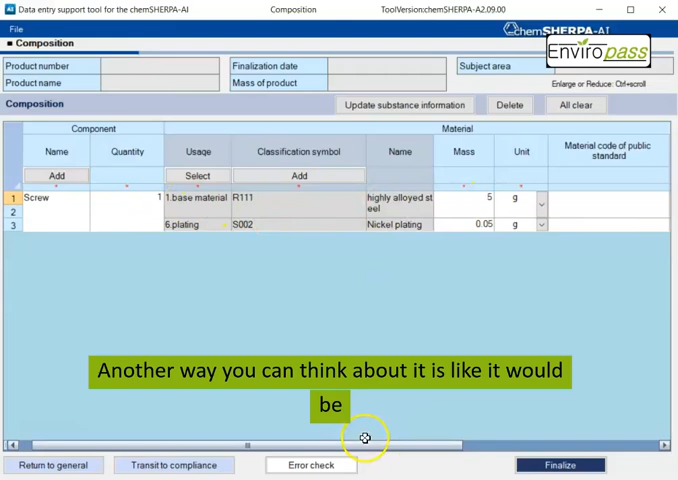 AI Data entry support tool for the chemSHERPA-AI Composition ToolVersion:chemSHERPA-A2.09.00
File
chemSHERPA-AI
Enviropass
■ Composition
Product number Finalization date Subject area
Product name Mass of product Enlarge or Reduce: Ctrl+scroll
Composition Update substance information Delete All clear
Component Material
Name Quantity Usage Classification symbol Name Mass Unit Material code of public
standard
Add Select Add
* * * * * *
1 Screw 1 1.base material R111 highly alloyed st 5 g
2 eel
3 6.plating S002 Nickel plating 0.05 g
Another way you can think about it is like it would
be
Return to general Transit to compliance Error check Finalize